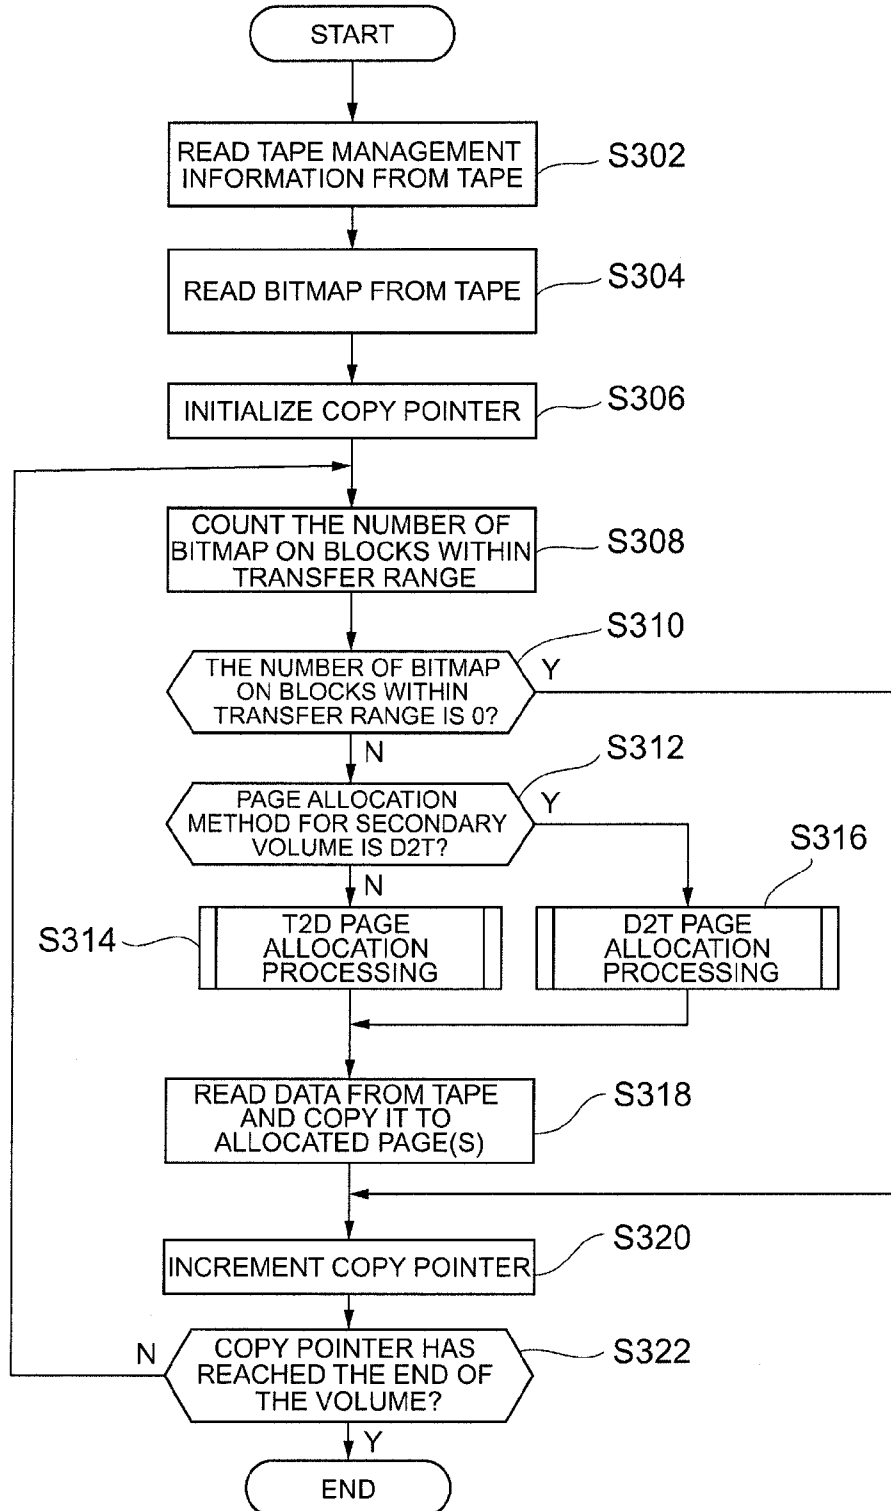 START
READ TAPE MANAGEMENT
INFORMATION FROM TAPE
S302
READ BITMAP FROM TAPE
S304
INITIALIZE COPY POINTER
S306
COUNT THE NUMBER OF
BITMAP ON BLOCKS WITHIN
TRANSFER RANGE
S308
S310
THE NUMBER OF BITMAP
ON BLOCKS WITHIN
TRANSFER RANGE IS 0?
Y
N
S312
PAGE ALLOCATION
METHOD FOR SECONDARY
VOLUME IS D2T?
Y
N
S316
S314
T2D PAGE
ALLOCATION
PROCESSING
D2T PAGE
ALLOCATION
PROCESSING
READ DATA FROM TAPE
AND COPY IT TO
ALLOCATED PAGE(S)
S318
INCREMENT COPY POINTER
S320
COPY POINTER HAS
REACHED THE END OF
THE VOLUME?
N
S322
Y
END